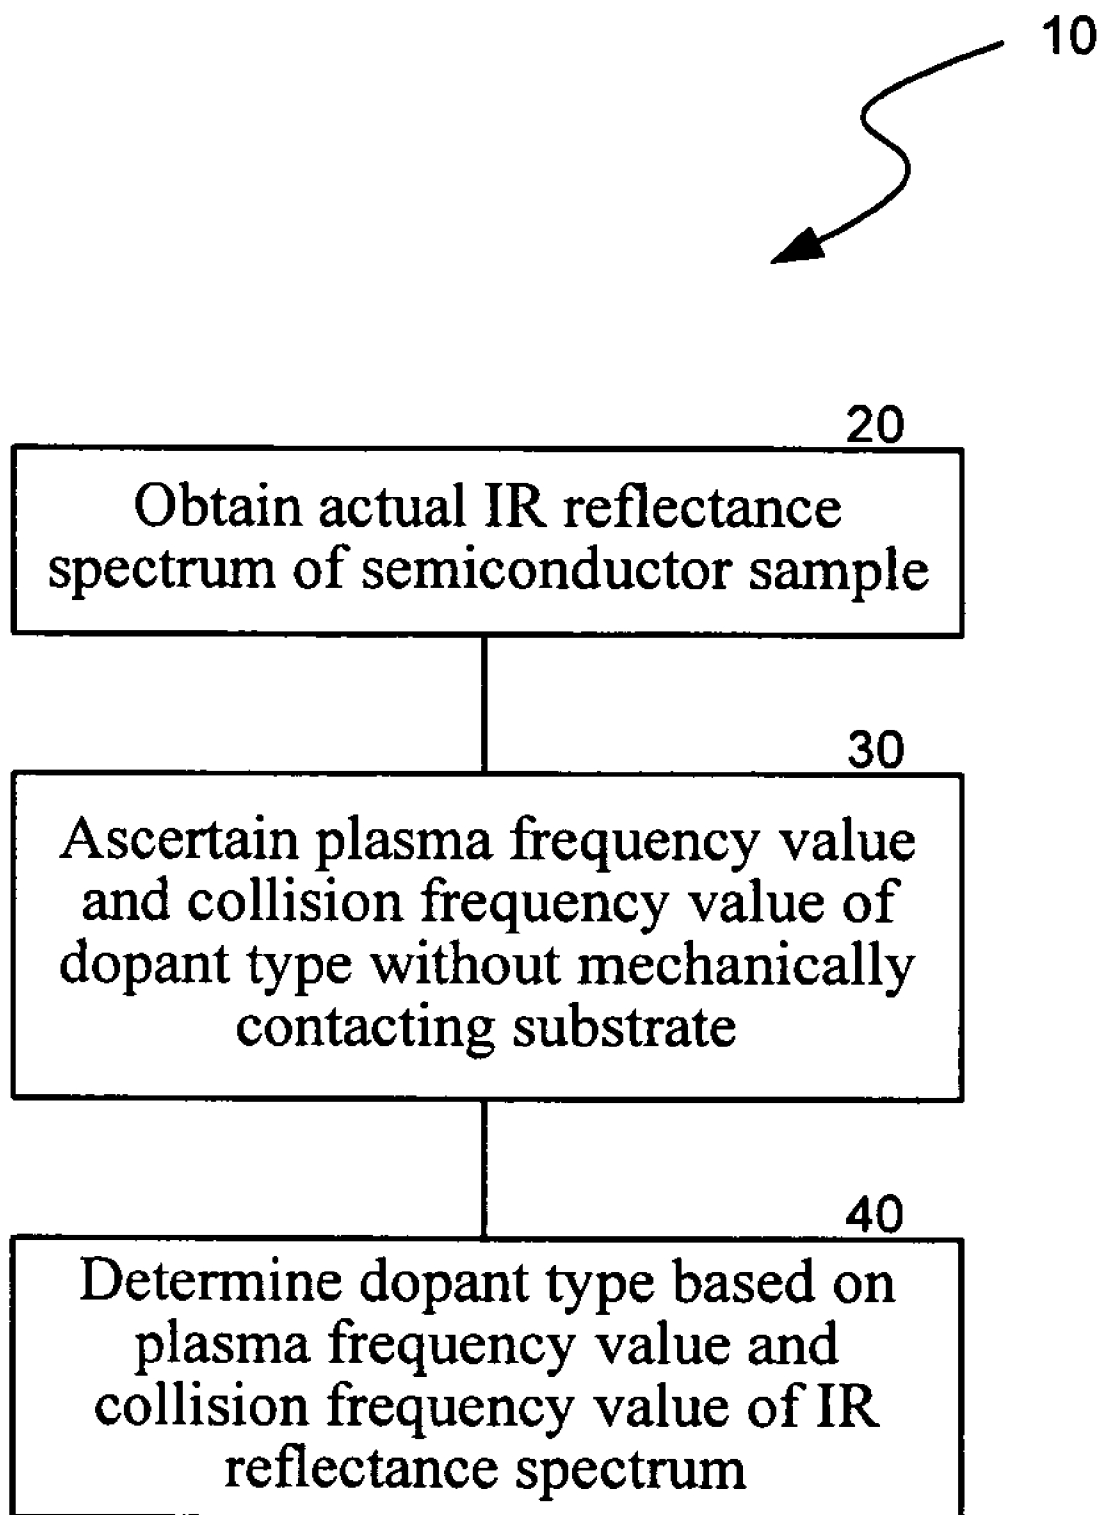 10
20
Obtain actual IR reflectance
spectrum of semiconductor sample
30
Ascertain plasma frequency value
and collision frequency value of
dopant type without mechanically
contacting substrate
40
Determine dopant type based on
plasma frequency value and
collision frequency value of IR
reflectance spectrum